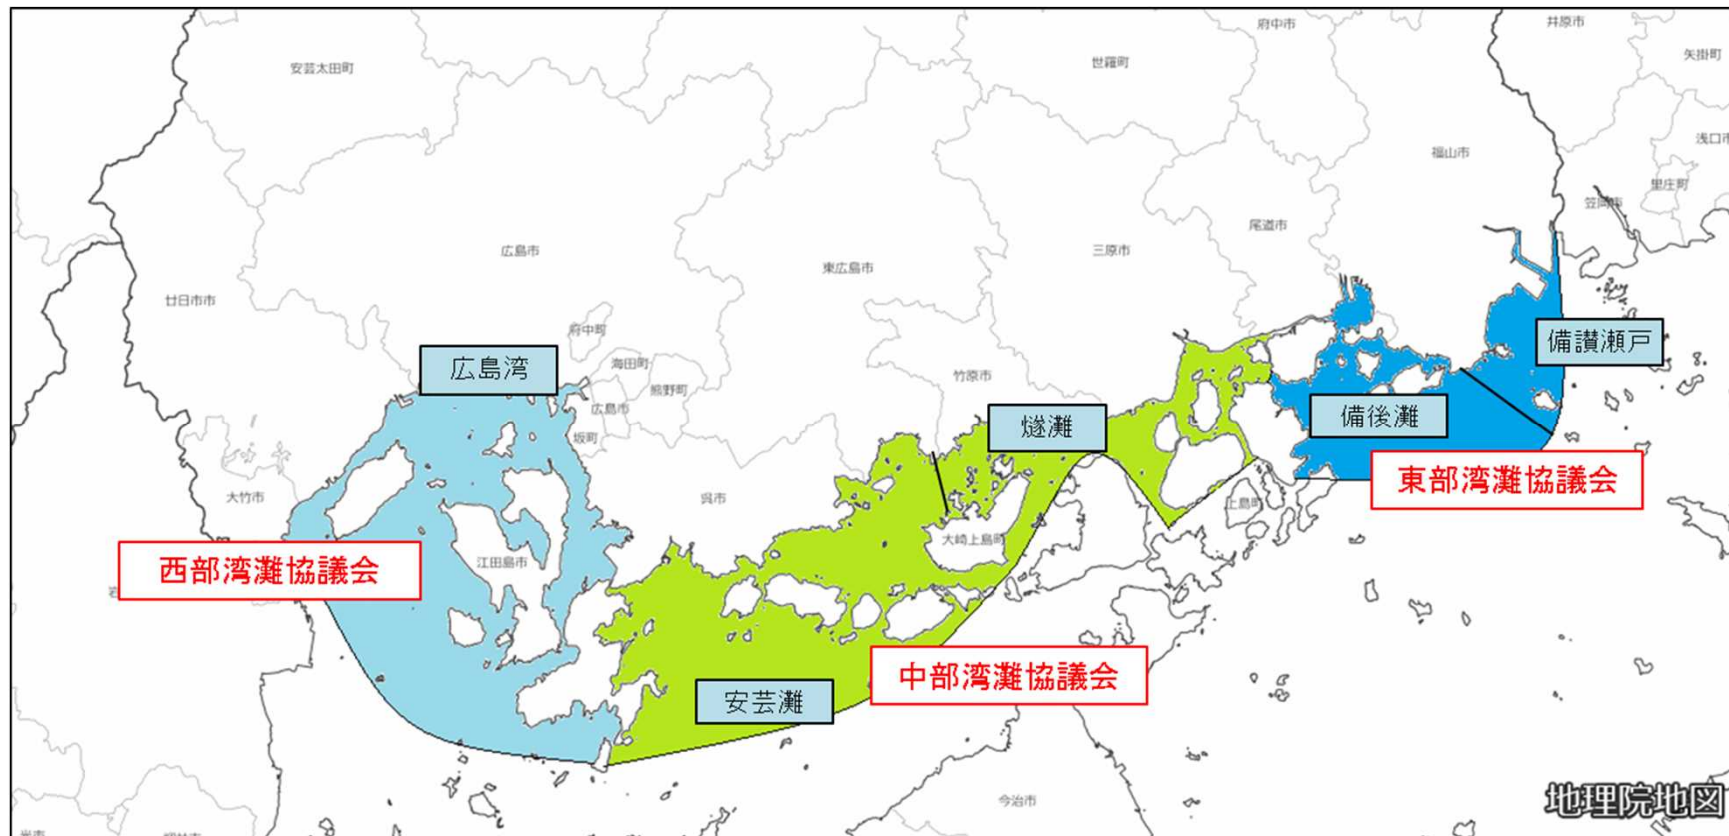 府中市
井原市
安芸太田町
世羅町
矢掛町
浅口市
福山市
里庄町
笠岡市
尾道市
広島市
東広島市
三原市
廿日市市
府中町
備讃瀬戸
海田町
広島湾
竹原市
熊野町
広島市
燧灘
備後灘
坂町
東部湾灘協議会
大竹市
呉市
上島町
大崎上島町
江田島市
西部湾灘協議会
中部湾灘協議会
安芸灘
今治市
地理院地図